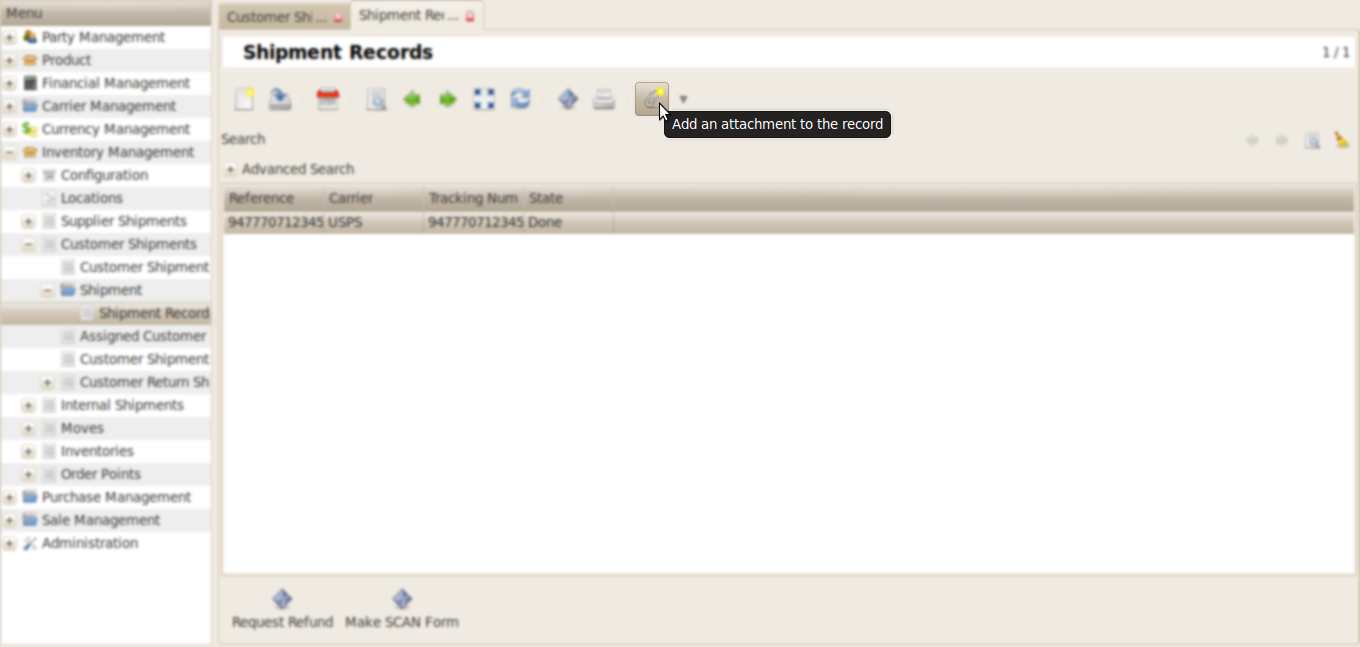 Menu
Party Management
Product
Financial Management
Carrier Management
Currency Management
Inventory Management
Configuration
Locations
Supplier Shipments
Customer Shipments
Customer Shipment
Shipment
Shipment Record
Assigned Customer
Customer Shipment
Customer Return Sh
Internal Shipments
Moves
Inventories
Order Points
Purchase Management
Sale Management
Administration
Customer Shi ...
Shipment Rec ...
Shipment Records
1 / 1
Add an attachment to the record
Search
Advanced Search
Reference Carrier Tracking Num State
947770712345 USPS 947770712345 Done
Request Refund Make SCAN Form